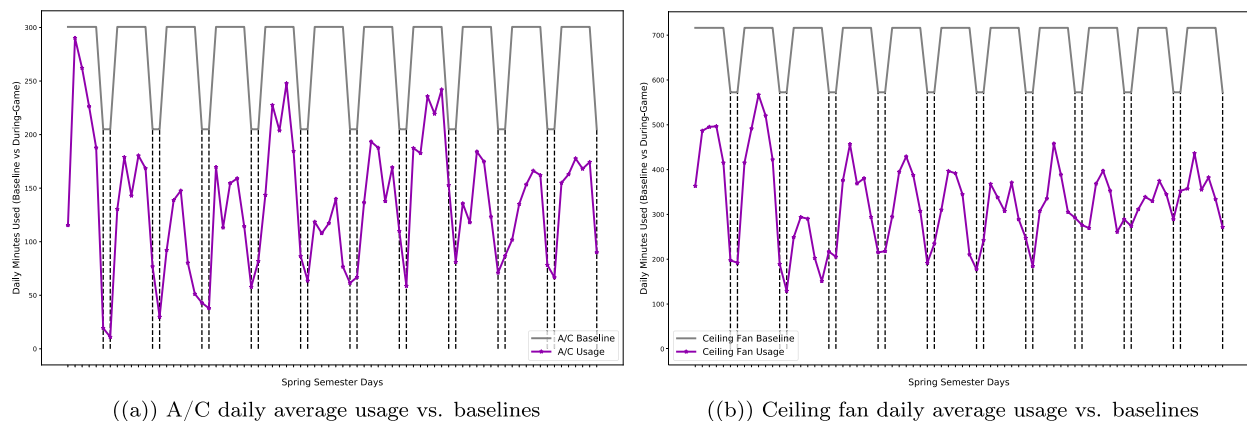 300
250
200
150
100
50
0
Daily Minutes Used (Baseline vs During-Game)
A/C Baseline
A/C Usage
Spring Semester Days
((a)) A/C daily average usage vs. baselines
700
600
500
400
300
200
100
0
Daily Minutes Used (Baseline vs During-Game)
Ceiling Fan Baseline
Ceiling Fan Usage
Spring Semester Days
((b)) Ceiling fan daily average usage vs. baselines